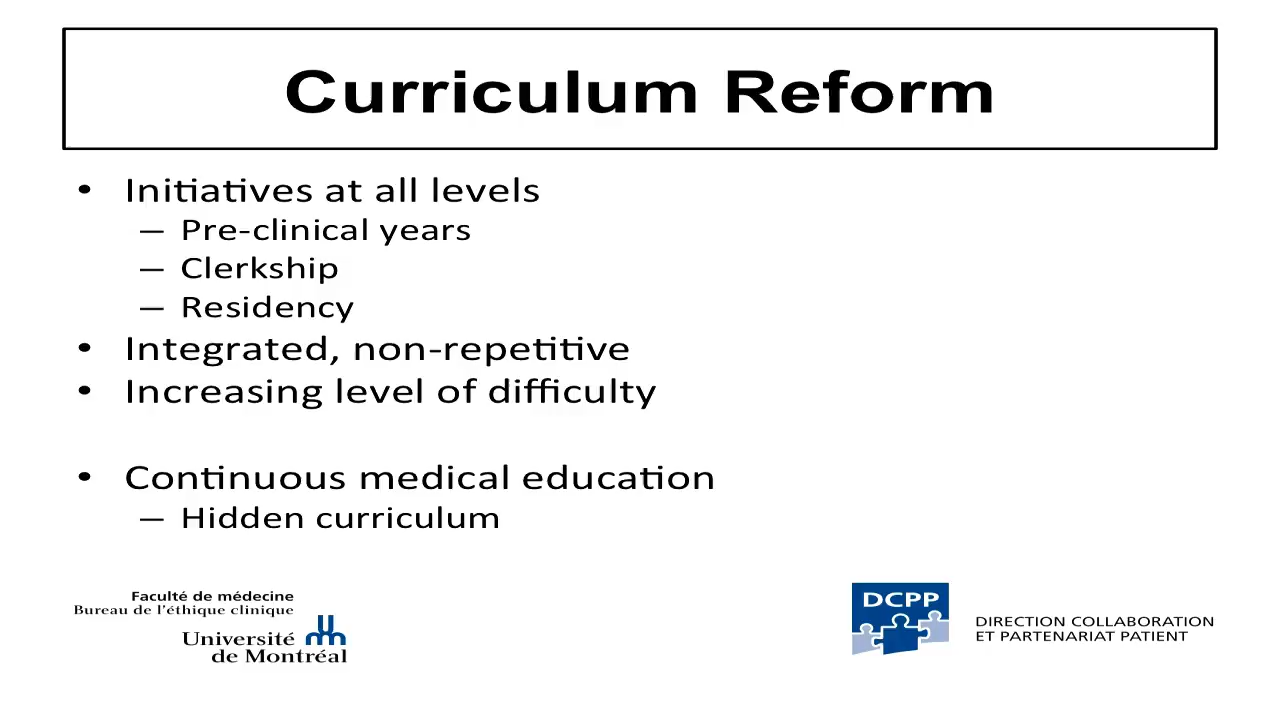 Curriculum Reform
• Initiatives at all levels
– Pre-clinical years
– Clerkship
– Residency
• Integrated, non-repetitive
• Increasing level of difficulty
• Continuous medical education
– Hidden curriculum
Faculté de médecine
Bureau de l'éthique clinique
Université
de Montréal
DCPP
DIRECTION COLLABORATION
ET PARTENARIAT PATIENT